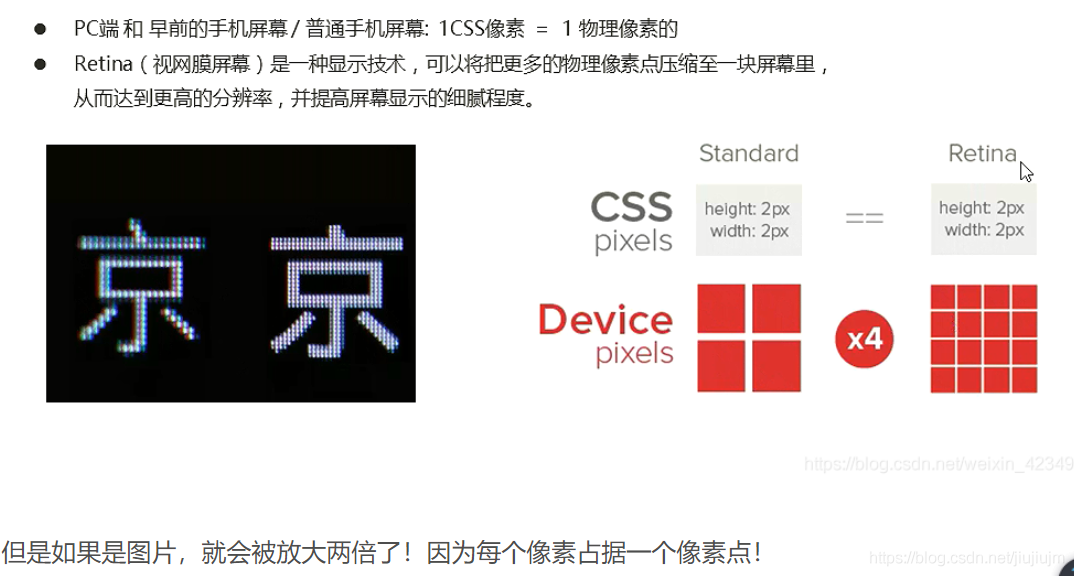 PC端 和 早前的手机屏幕 / 普通手机屏幕: 1CSS像素 = 1 物理像素的
Retina（视网膜屏幕）是一种显示技术，可以将把更多的物理像素点压缩至一块屏幕里，
从而达到更高的分辨率，并提高屏幕显示的细腻程度。
京 京
Standard
Retina
CSS
pixels
height: 2px
width: 2px
==
height: 2px
width: 2px
Device
pixels
x4
https://blog.csdn.net/weixin_42349
但是如果是图片，就会被放大两倍了！因为每个像素占据一个像素点！
https://blog.csdn.net/jiujiujm